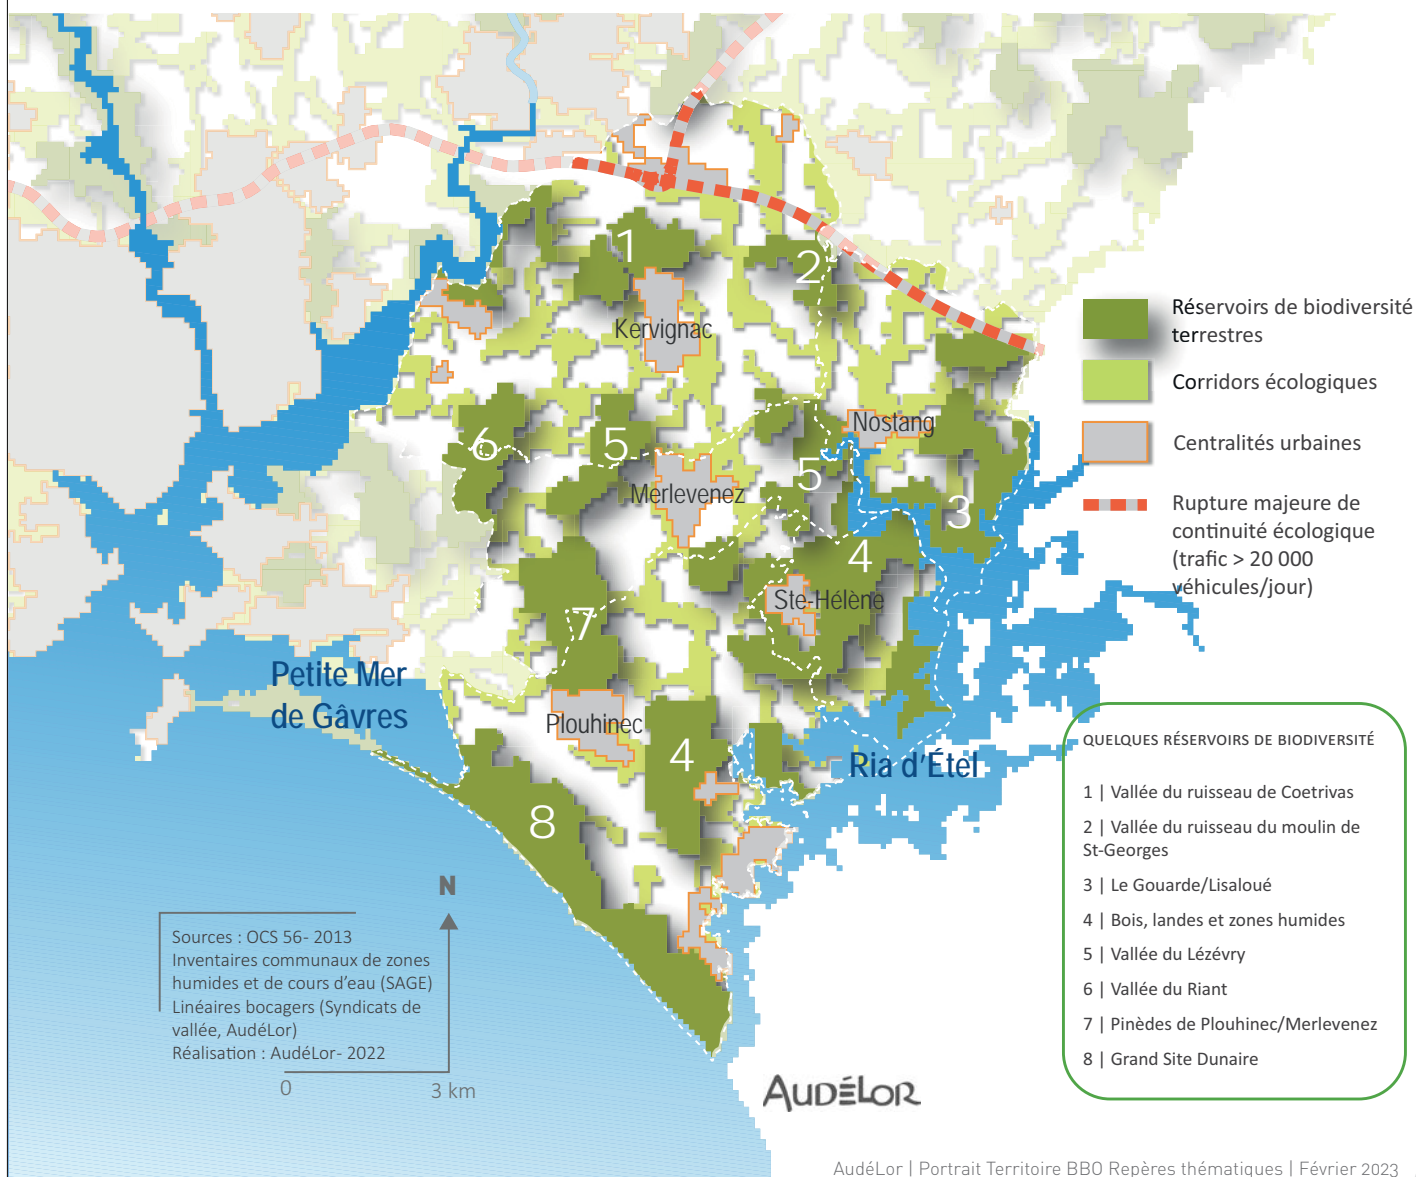 1
2
Kervignac
Réservoirs de biodiversité
terrestres
Corridors écologiques
Nostang
6
5
Centralités urbaines
5
Merlevenez
3
Rupture majeure de
continuité écologique
(trafic > 20 000
véhicules/jour)
4
Ste-Hélène
7
Petite Mer
de Gâvres
Plouhinec
4
Ria d'Étel
8
QUELQUES RÉSERVOIRS DE BIODIVERSITÉ
1 | Vallée du ruisseau de Coetrivas
2 | Vallée du ruisseau du moulin de
St-Georges
3 | Le Gouarde/Lisaloué
4 | Bois, landes et zones humides
5 | Vallée du Lézévry
6 | Vallée du Riant
7 | Pinèdes de Plouhinec/Merlevenez
8 | Grand Site Dunaire
N
Sources : OCS 56- 2013
Inventaires communaux de zones
humides et de cours d'eau (SAGE)
Linéaires bocagers (Syndicats de
vallée, AudéLor)
Réalisation : AudéLor- 2022
0
3 km
AUDÉLOR
AudéLor | Portrait Territoire BBO Repères thématiques | Février 2023